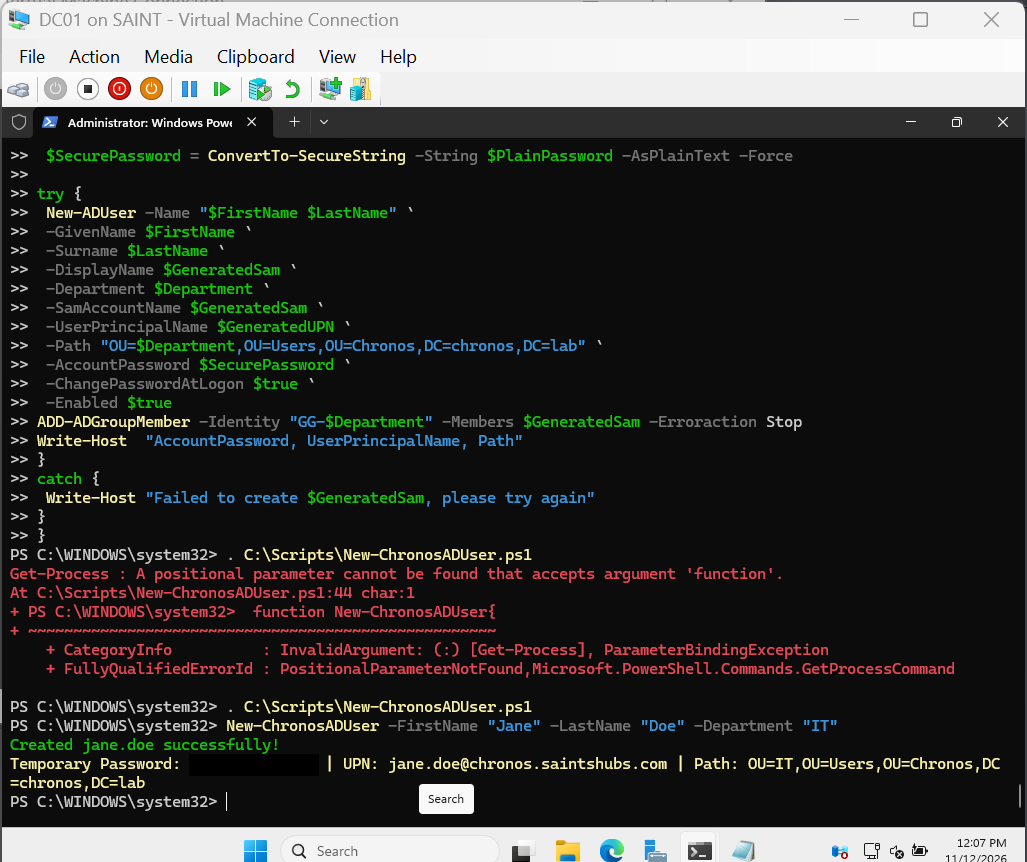 DC01 on SAINT - Virtual Machine Connection
File Action Media Clipboard View Help
Administrator: Windows Powe
>> $SecurePassword = ConvertTo-SecureString -String $PlainPassword -AsPlainText -Force
>>
>> try {
>> New-ADUser -Name "$FirstName $LastName" `
>> -GivenName $FirstName `
>> -Surname $LastName `
>> -DisplayName $GeneratedSam `
>> -Department $Department `
>> -SamAccountName $GeneratedSam `
>> -UserPrincipalName $GeneratedUPN `
>> -Path "OU=$Department,OU=Users,OU=Chronos,DC=chronos,DC=lab" `
>> -AccountPassword $SecurePassword `
>> -ChangePasswordAtLogon $true `
>> -Enabled $true
>> ADD-ADGroupMember -Identity "GG-$Department" -Members $GeneratedSam -Erroraction Stop
>> Write-Host  "AccountPassword, UserPrincipalName, Path"
>> }
>> catch {
>> Write-Host "Failed to create $GeneratedSam, please try again"
>> }
>> }
PS C:\WINDOWS\system32> . C:\Scripts\New-ChronosADUser.ps1
Get-Process : A positional parameter cannot be found that accepts argument 'function'.
At C:\Scripts\New-ChronosADUser.ps1:44 char:1
+ PS C:\WINDOWS\system32>  function New-ChronosADUser{
+ ~~~~~~~~~~~~~~~~~~~~~~~~~~~~~~~~~~~~~~~~~~~~~~~~~~~~
+ CategoryInfo : InvalidArgument: (:) [Get-Process], ParameterBindingException
+ FullyQualifiedErrorId : PositionalParameterNotFound,Microsoft.PowerShell.Commands.GetProcessCommand
PS C:\WINDOWS\system32> . C:\Scripts\New-ChronosADUser.ps1
PS C:\WINDOWS\system32> New-ChronosADUser -FirstName "Jane" -LastName "Doe" -Department "IT"
Created jane.doe successfully!
Temporary Password: | UPN: jane.doe@chronos.saintshubs.com | Path: OU=IT,OU=Users,OU=Chronos,DC
=chronos,DC=lab
PS C:\WINDOWS\system32>
Search
Search
12:07 PM
11/12/2026